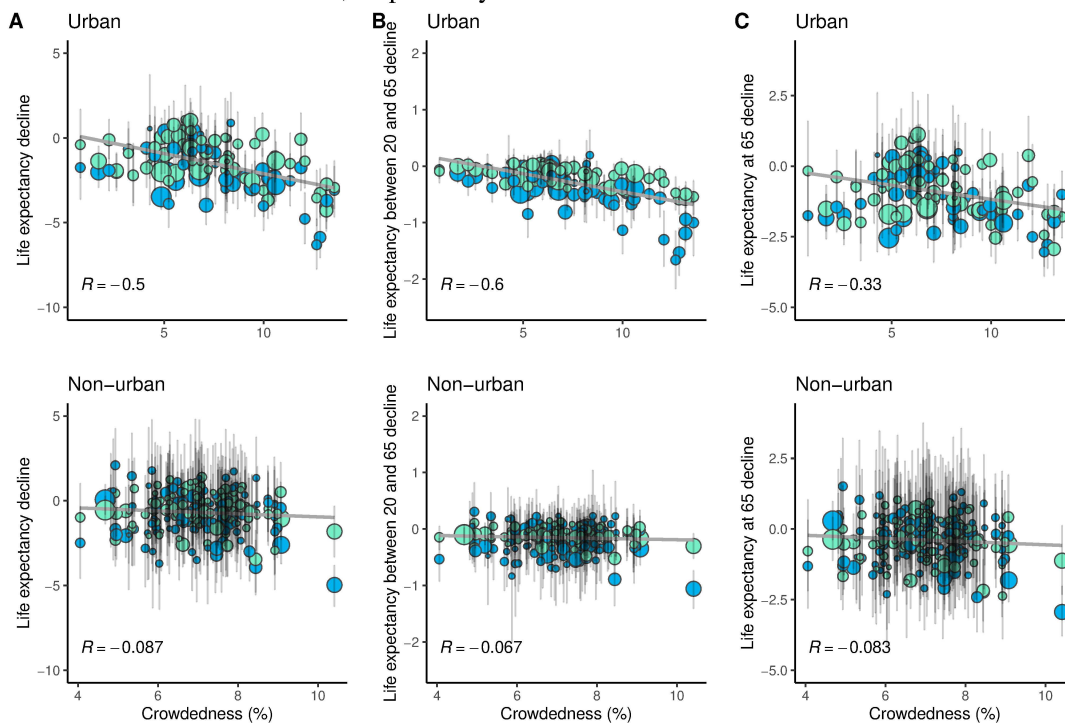 A
Urban
Life expectancy decline
5
0
−5
−10
R = −0.5
5
10
B
Urban
Life expectancy between 20 and 65 decline
2
1
0
−1
−2
R = −0.6
5
10
C
Urban
Life expectancy at 65 decline
2.5
0.0
−2.5
−5.0
R = −0.33
5
10
Non−urban
Life expectancy decline
5
0
−5
−10
R = −0.087
4
6
8
10
Crowdedness (%)
Non−urban
Life expectancy between 20 and 65 decline
2
1
0
−1
−2
R = −0.067
4
6
8
10
Crowdedness (%)
Non−urban
Life expectancy at 65 decline
2.5
0.0
−2.5
−5.0
R = −0.083
4
6
8
10
Crowdedness (%)